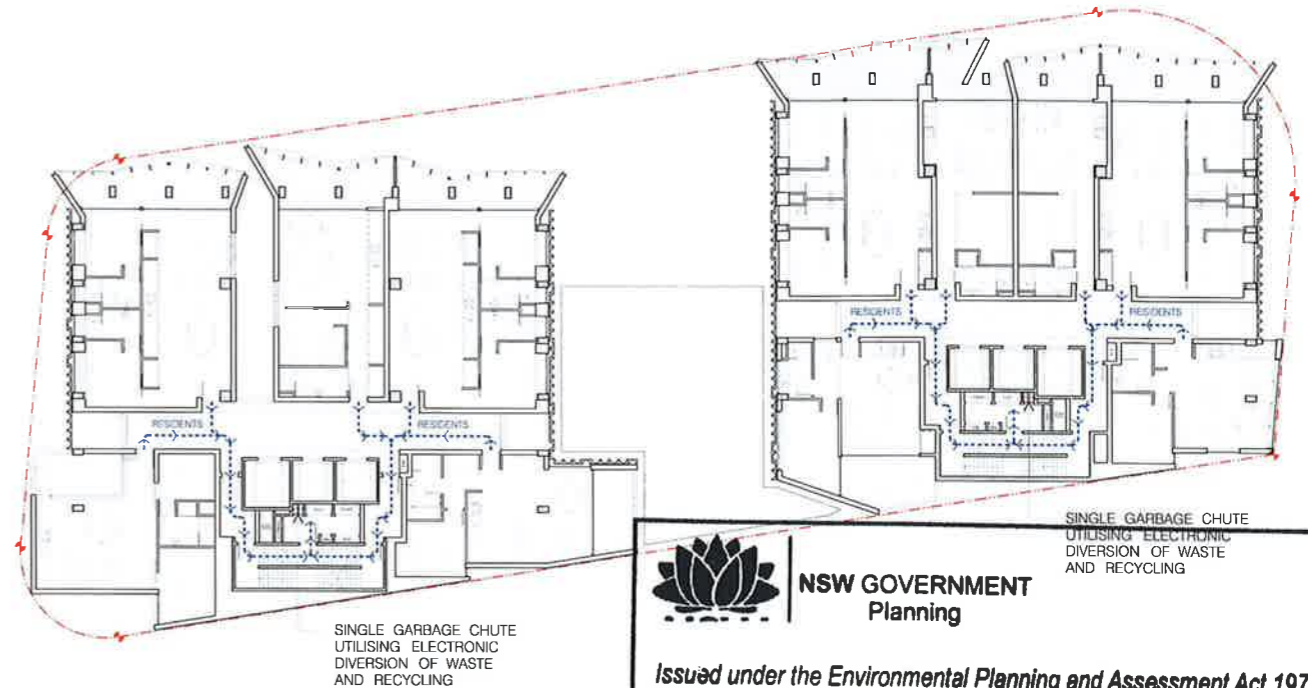 RESIDENTS
RESIDENTS
RESIDENTS
RESIDENTS
SINGLE GARBAGE CHUTE
UTILISING ELECTRONIC
DIVERSION OF WASTE
AND RECYCLING
SINGLE GARBAGE CHUTE
UTILISING ELECTRONIC
DIVERSION OF WASTE
AND RECYCLING
NSW GOVERNMENT
Planning
Issued under the Environmental Planning and Assessment Act 197